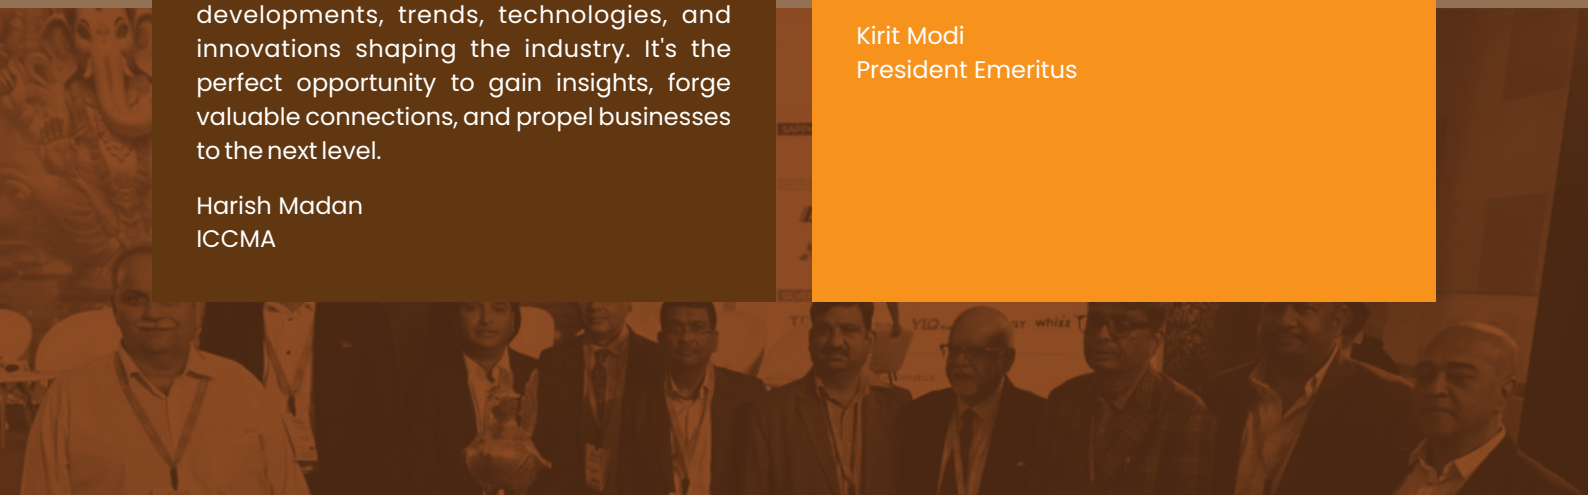 developments, trends, technologies, and
innovations shaping the industry. It's the
perfect opportunity to gain insights, forge
valuable connections, and propel businesses
to the next level.
Harish Madan
ICCMA
Kirit Modi
President Emeritus
whizz